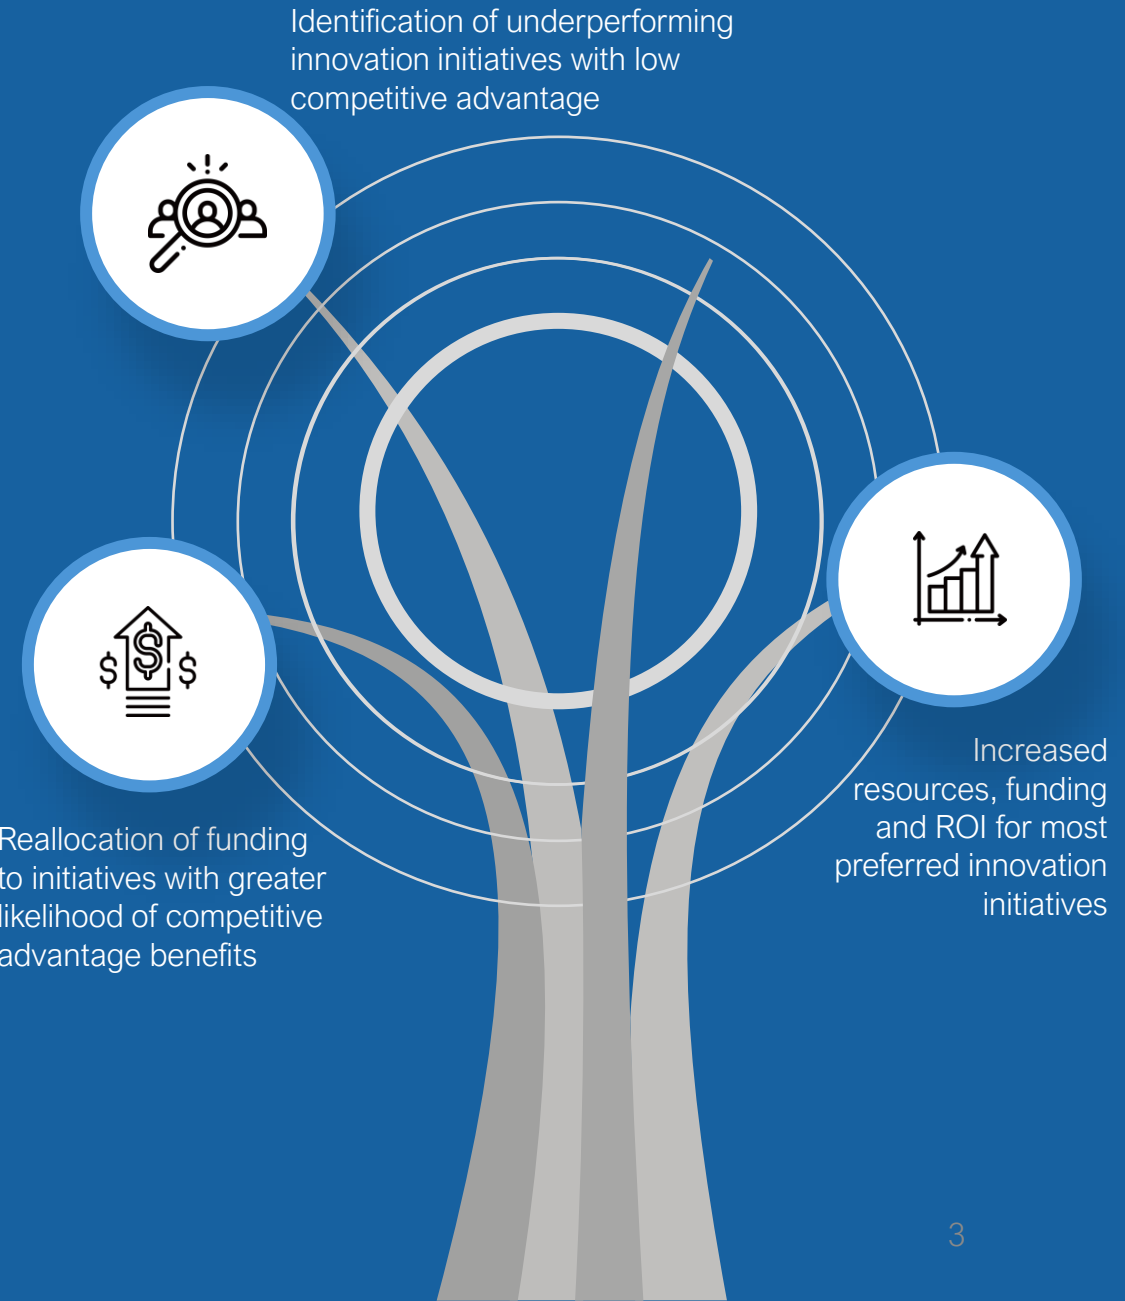 Identification of underperforming
innovation initiatives with low
competitive advantage
Increased
resources, funding
and ROI for most
preferred innovation
initiatives
Reallocation of funding
to initiatives with greater
likelihood of competitive
advantage benefits
3